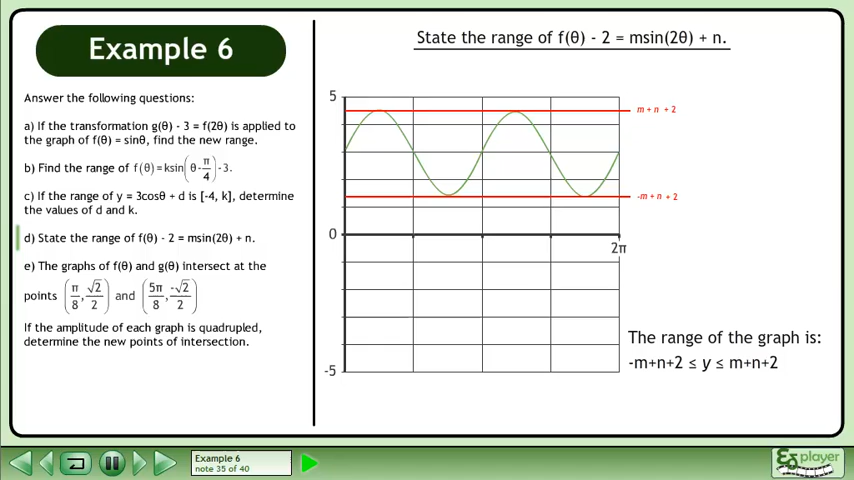 Example 6
State the range of f(θ) - 2 = msin(2θ) + n.
Answer the following questions:
a) If the transformation g(θ) - 3 = f(2θ) is applied to
the graph of f(θ) = sinθ, find the new range.
b) Find the range of f(θ)=ksin(θ-π/4)-3.
c) If the range of y = 3cosθ + d is [-4, k], determine
the values of d and k.
d) State the range of f(θ) - 2 = msin(2θ) + n.
e) The graphs of f(θ) and g(θ) intersect at the
points (π/8, √2/2) and (5π/8, -√2/2)
If the amplitude of each graph is quadrupled,
determine the new points of intersection.
5
m + n + 2
-m + n + 2
0
2π
-5
The range of the graph is:
-m+n+2 ≤ y ≤ m+n+2
Example 6
note 35 of 40
player